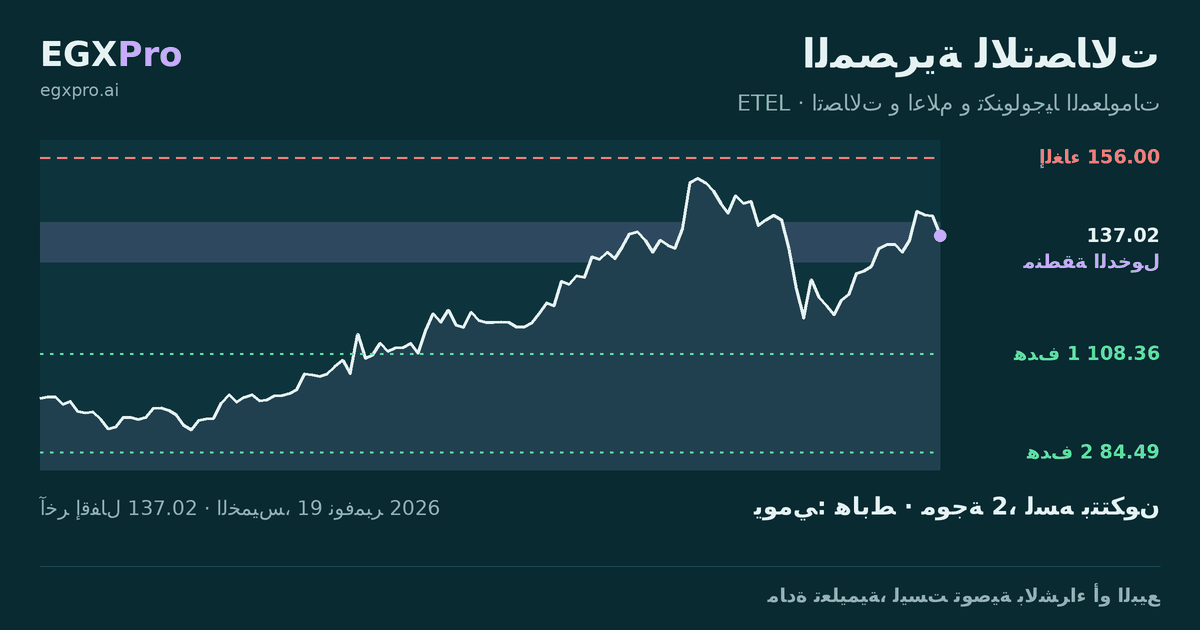 EGXPro
egxpro.ai
المصرية للاتصالات
ETEL · اتصالات و اعلام و تكنولوجيا المعلومات
إلغاء 156.00
137.02
منطقة الدخول
هدف 1 108.36
هدف 2 84.49
يومي: هابط · موجة 2، لسه بتتكون
آخر إقفال 137.02 · الخميس، 19 نوفمبر 2026
مادة تعليمية، ليست توصية بالشراء أو البيع